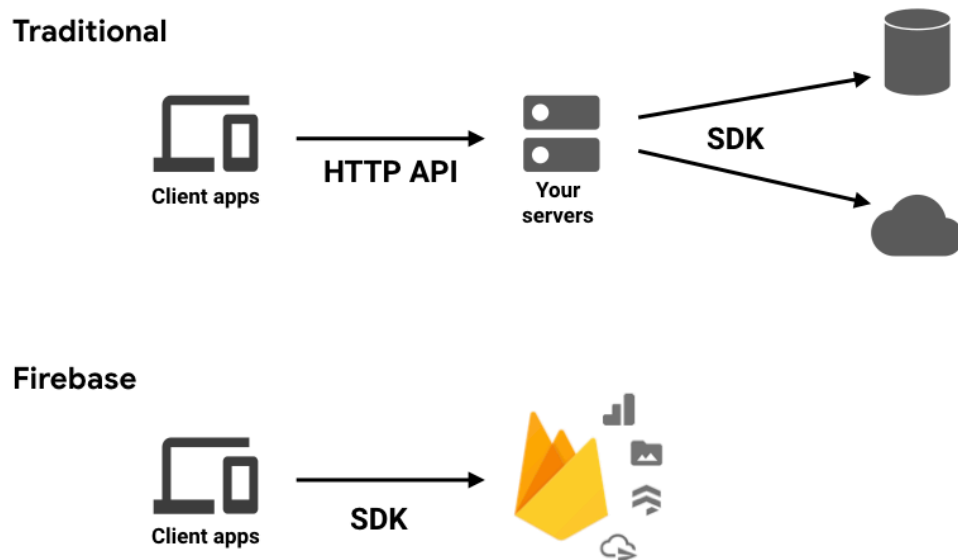 Traditional
Client apps
HTTP API
Your
servers
SDK
Firebase
Client apps
SDK